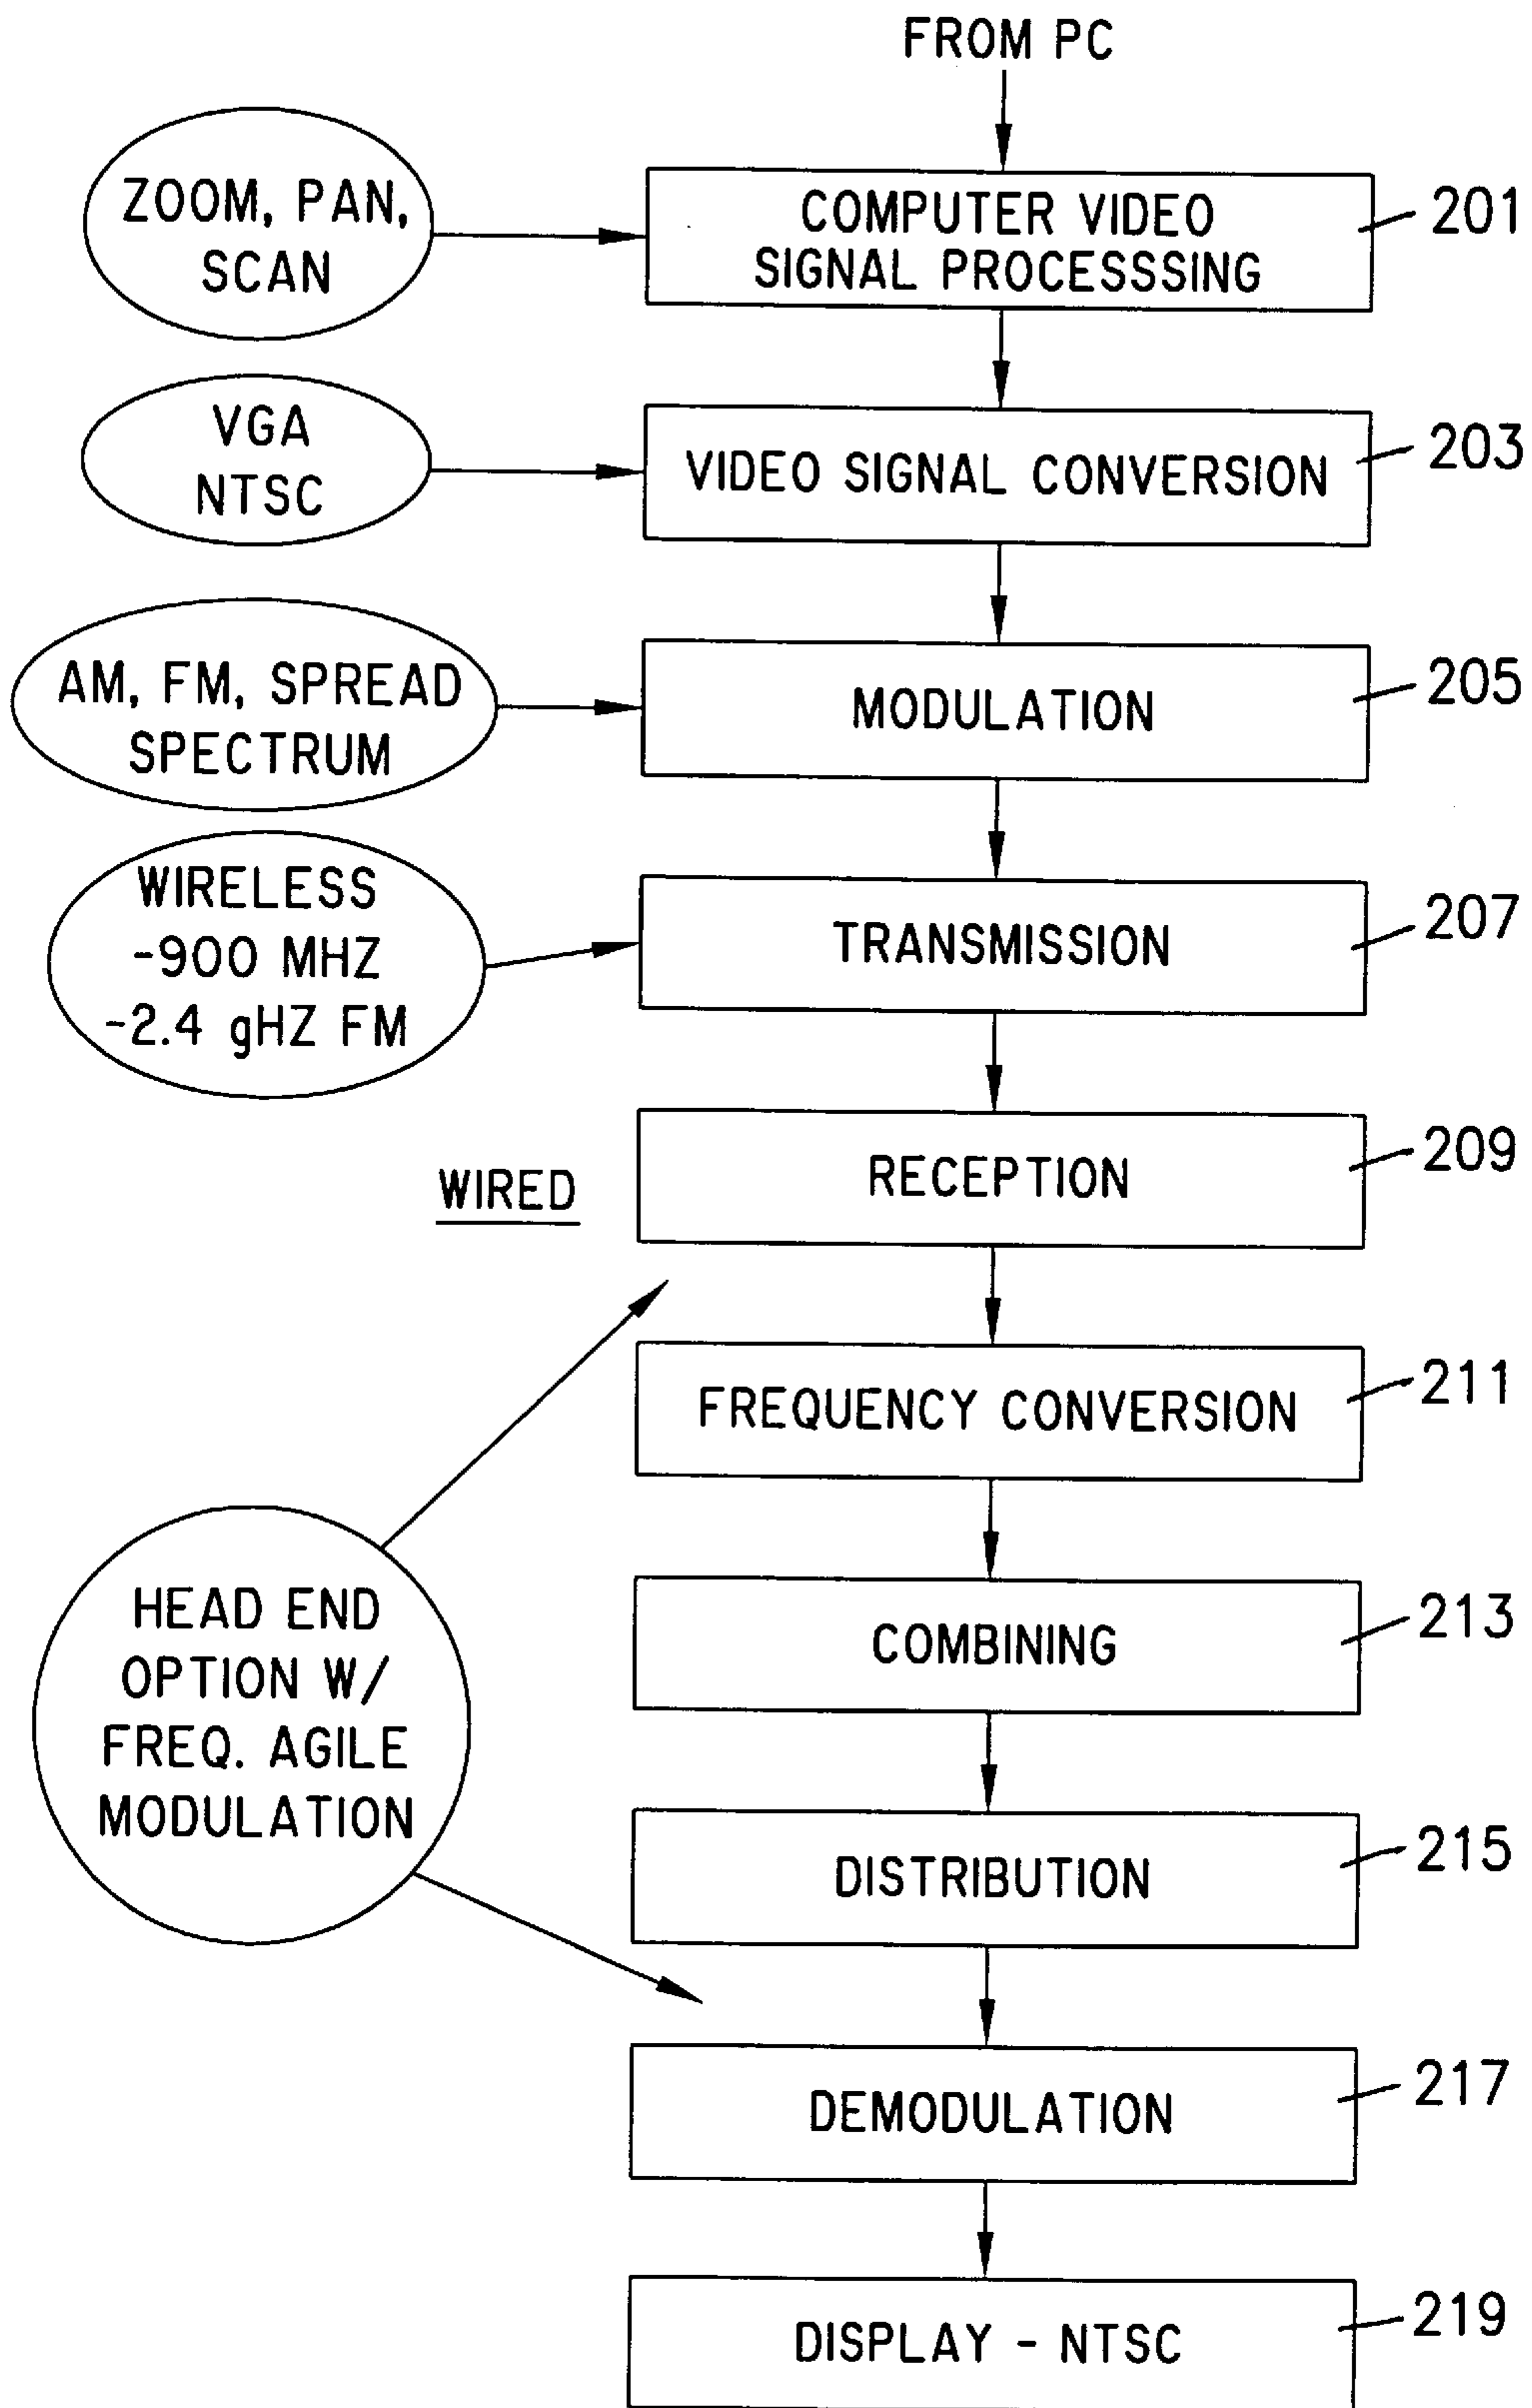 FROM PC
ZOOM, PAN,
SCAN
COMPUTER VIDEO
SIGNAL PROCESSSING
201
VGA
NTSC
VIDEO SIGNAL CONVERSION
203
AM, FM, SPREAD
SPECTRUM
MODULATION
205
WIRELESS
-900 MHZ
-2.4 gHZ FM
TRANSMISSION
207
WIRED
RECEPTION
209
FREQUENCY CONVERSION
211
HEAD END
OPTION W/
FREQ. AGILE
MODULATION
COMBINING
213
DISTRIBUTION
215
DEMODULATION
217
DISPLAY - NTSC
219